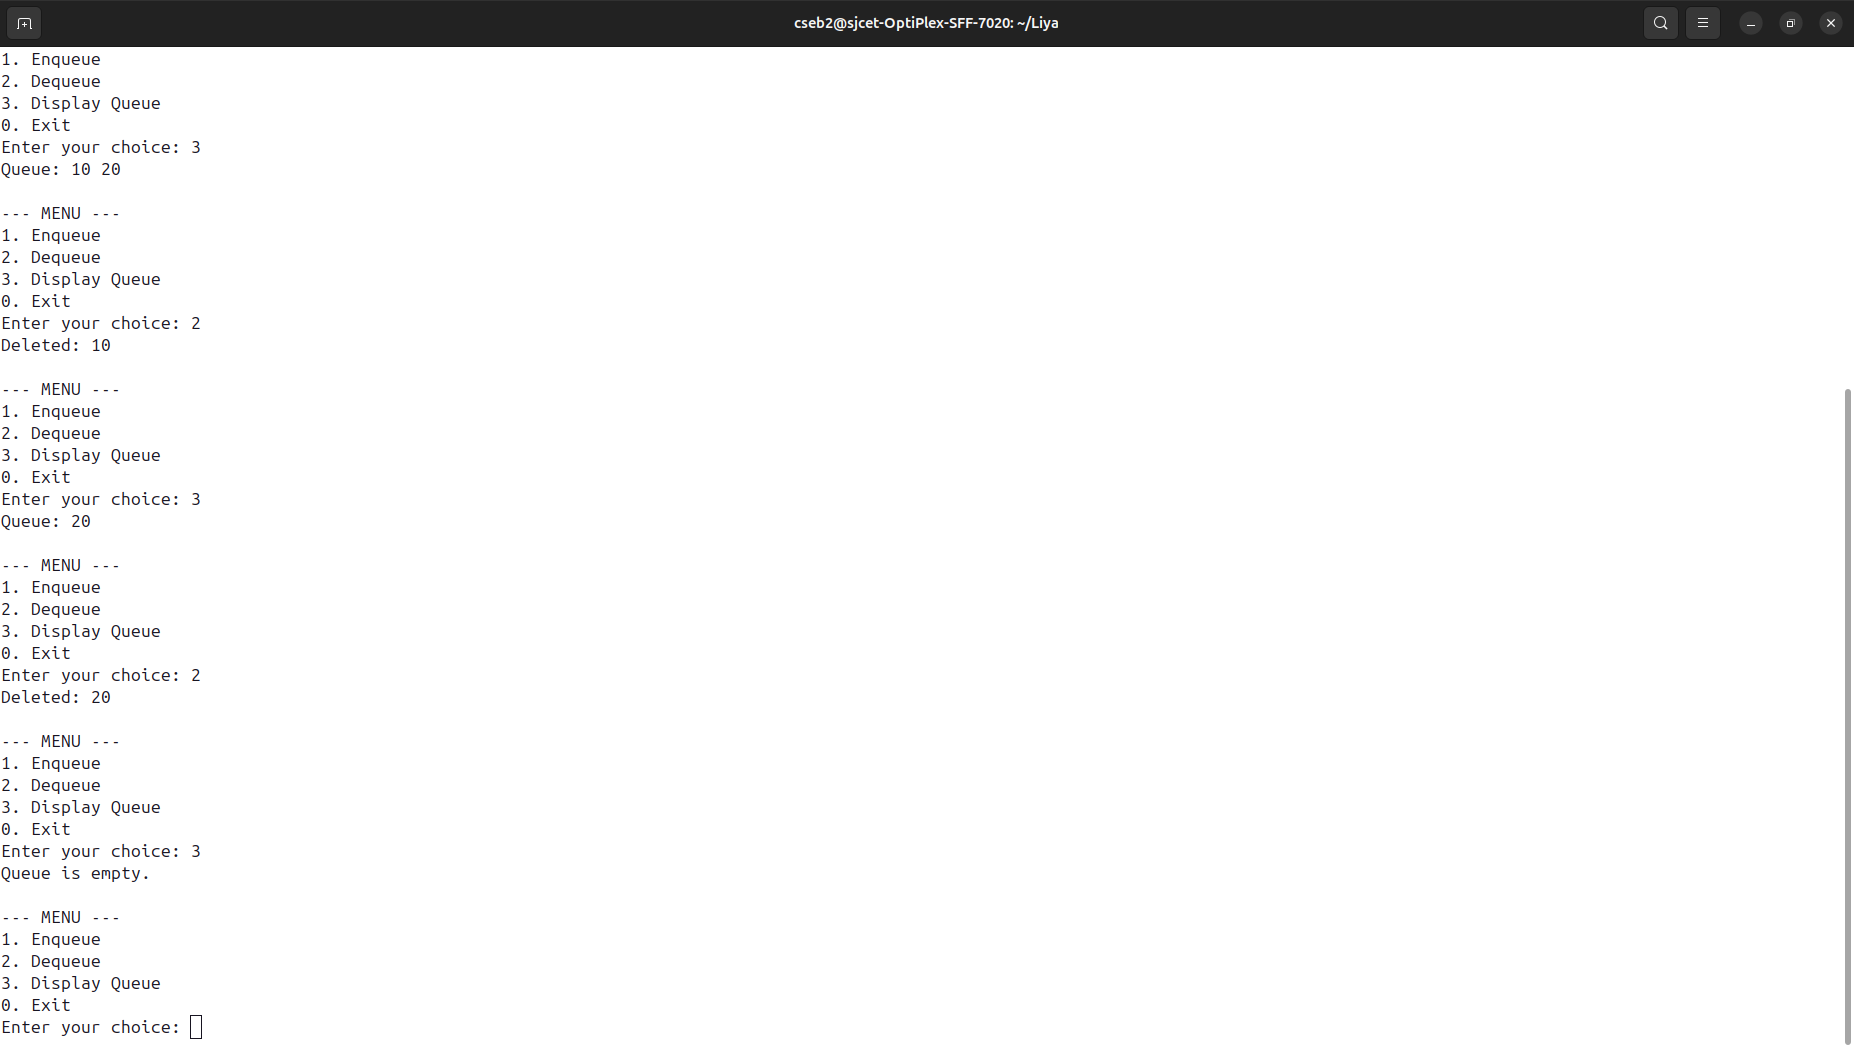 cseb2@sjcet-OptiPlex-SFF-7020: ~/Liya
1. Enqueue
2. Dequeue
3. Display Queue
0. Exit
Enter your choice: 3
Queue: 10 20
--- MENU ---
1. Enqueue
2. Dequeue
3. Display Queue
0. Exit
Enter your choice: 2
Deleted: 10
--- MENU ---
1. Enqueue
2. Dequeue
3. Display Queue
0. Exit
Enter your choice: 3
Queue: 20
--- MENU ---
1. Enqueue
2. Dequeue
3. Display Queue
0. Exit
Enter your choice: 2
Deleted: 20
--- MENU ---
1. Enqueue
2. Dequeue
3. Display Queue
0. Exit
Enter your choice: 3
Queue is empty.
--- MENU ---
1. Enqueue
2. Dequeue
3. Display Queue
0. Exit
Enter your choice: